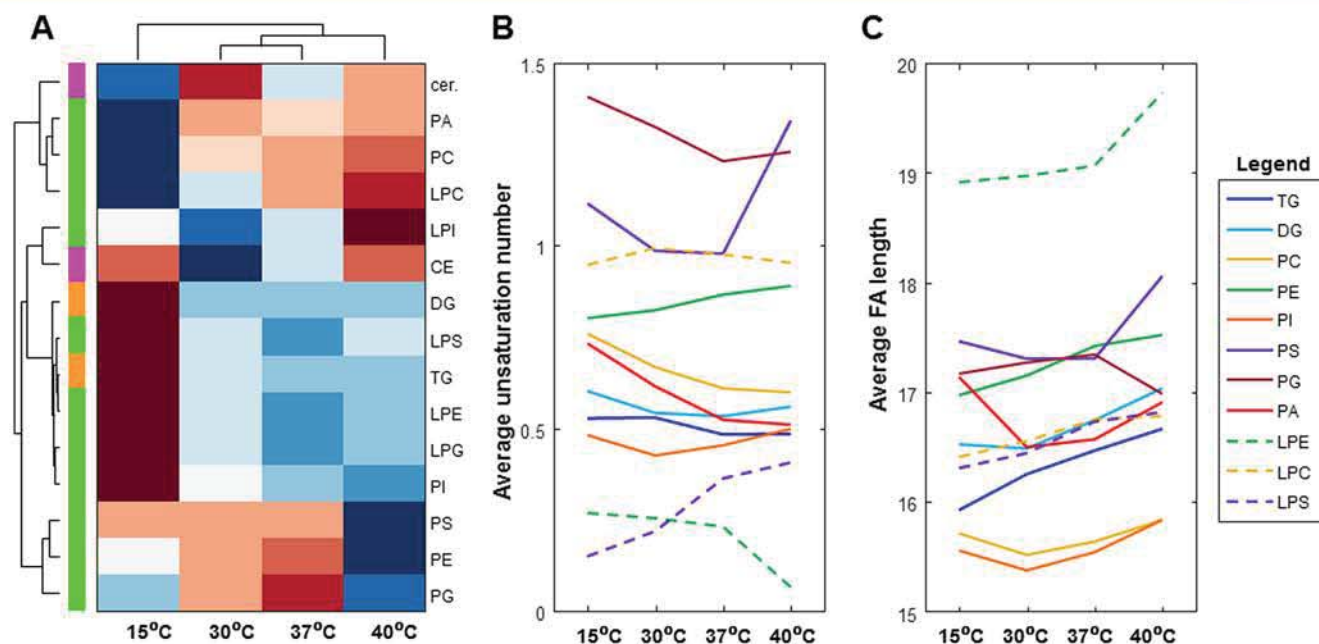 A
cer.
PA
PC
LPC
LPI
CE
DG
LPS
TG
LPE
LPG
PI
PS
PE
PG
15°C 30°C 37°C 40°C
B
Average unsaturation number
1.5
1
0.5
0
15°C 30°C 37°C 40°C
C
Average FA length
20
19
18
17
16
15
15°C 30°C 37°C 40°C
Legend
TG
DG
PC
PE
PI
PS
PG
PA
LPE
LPC
LPS